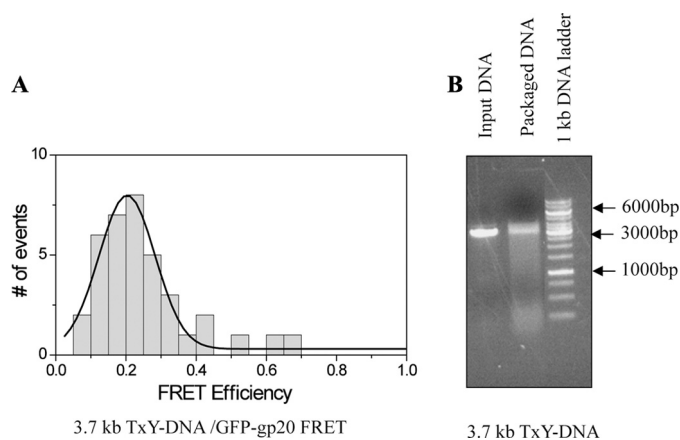 A
10
5
0
# of events
0.0 0.2 0.4 0.6 0.8 1.0
FRET Efficiency
3.7 kb TxY-DNA /GFP-gp20 FRET
B
Input DNA
Packaged DNA
1 kb DNA ladder
6000bp
3000bp
1000bp
3.7 kb TxY-DNA